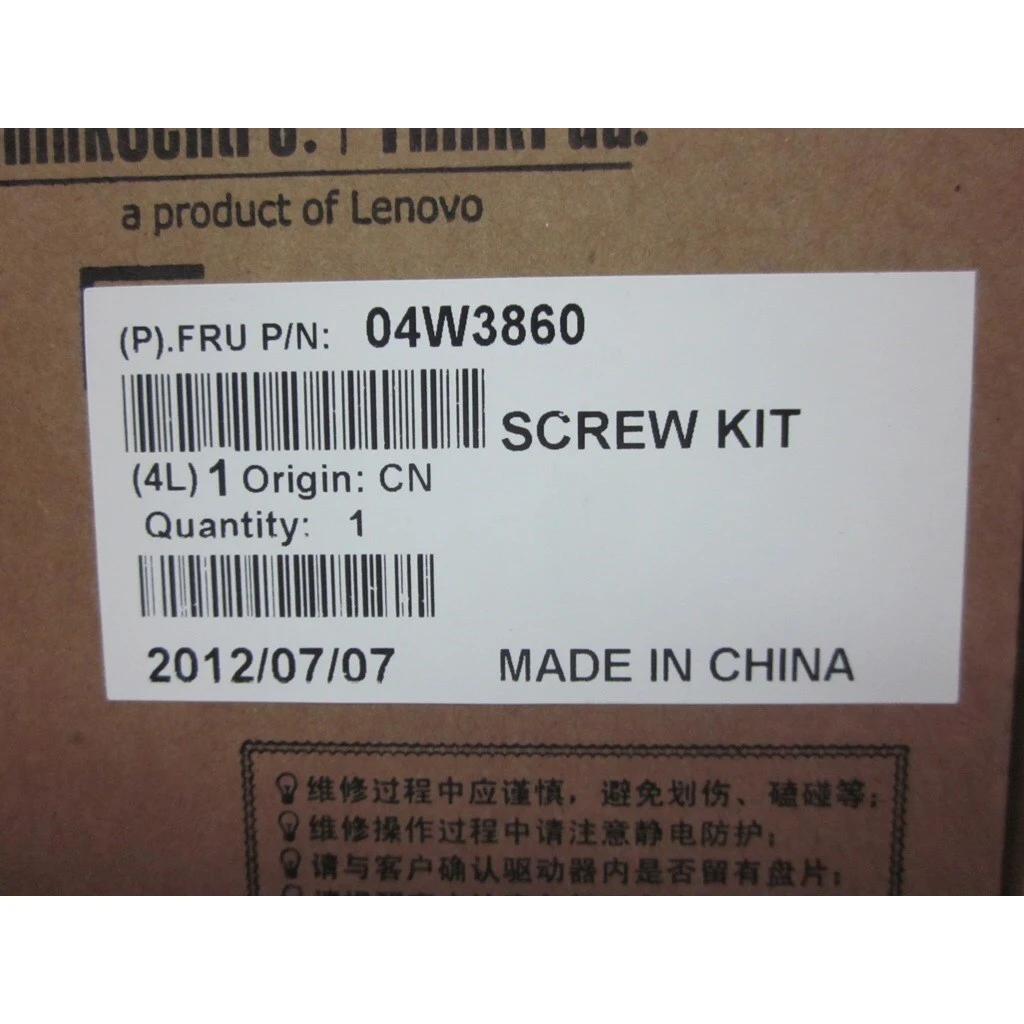 ThinkCentre. | ThinkPad.
a product of Lenovo
(P).FRU P/N: 04W3860
SCREW KIT
(4L) 1 Origin: CN
Quantity: 1
2012/07/07 MADE IN CHINA
维修过程中应谨慎，避免划伤、磕碰等；
维修操作过程中请注意静电防护；
请与客户确认驱动器内是否留有盘片；